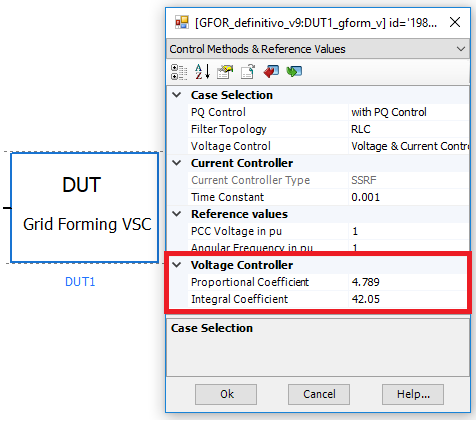 [GFOR_definitivo_v9:DUT1_gform_v] id='198...
Control Methods & Reference Values
Case Selection
PQ Control with PQ Control
Filter Topology RLC
Voltage Control Voltage & Current Contro
Current Controller
Current Controller Type SSRF
Time Constant 0.001
Reference values
PCC Voltage in pu 1
Angular Frequency in pu 1
Voltage Controller
Proportional Coefficient 4.789
Integral Coefficient 42.05
Case Selection
Ok Cancel Help...
DUT
Grid Forming VSC
DUT1